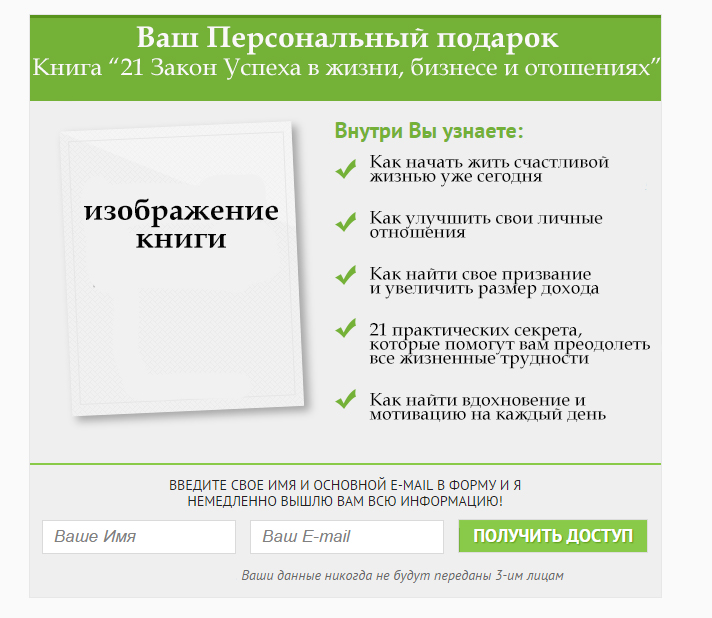 Ваш Персональный подарок
Книга “21 Закон Успеха в жизни, бизнесе и отошениях”
изображение
книги
Внутри Вы узнаете:
Как начать жить счастливой
жизнью уже сегодня
Как улучшить свои личные
отношения
Как найти свое призвание
и увеличить размер дохода
21 практических секрета,
которые помогут вам преодолеть
все жизненные трудности
Как найти вдохновение и
мотивацию на каждый день
ВВЕДИТЕ СВОЕ ИМЯ И ОСНОВНОЙ E-MAIL В ФОРМУ И Я
НЕМЕДЛЕННО ВЫШЛЮ ВАМ ВСЮ ИНФОРМАЦИЮ!
Ваше Имя
Ваш E-mail
ПОЛУЧИТЬ ДОСТУП
Ваши данные никогда не будут переданы 3-им лицам